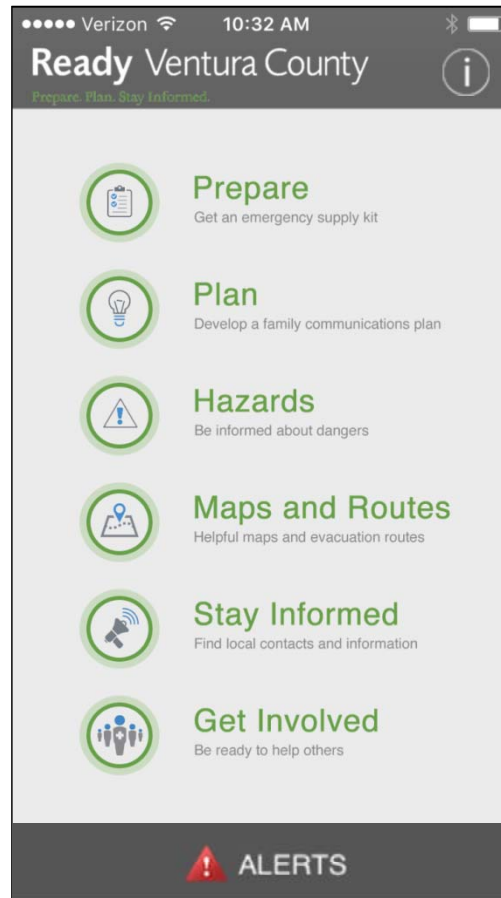 Verizon 10:32 AM
Ready Ventura County
Prepare. Plan. Stay Informed.
i
Prepare
Get an emergency supply kit
Plan
Develop a family communications plan
Hazards
Be informed about dangers
Maps and Routes
Helpful maps and evacuation routes
Stay Informed
Find local contacts and information
Get Involved
Be ready to help others
ALERTS